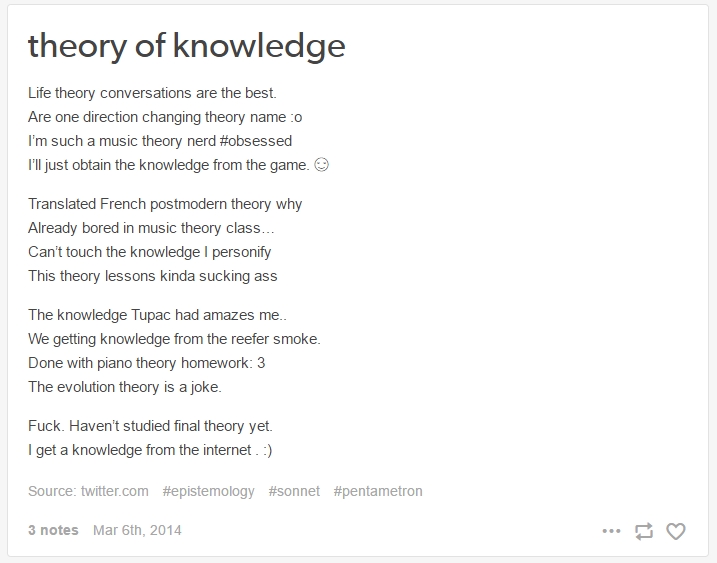 theory of knowledge
Life theory conversations are the best.
Are one direction changing theory name :o
I'm such a music theory nerd #obsessed
I'll just obtain the knowledge from the game. 😏
Translated French postmodern theory why
Already bored in music theory class…
Can't touch the knowledge I personify
This theory lessons kinda sucking ass
The knowledge Tupac had amazes me..
We getting knowledge from the reefer smoke.
Done with piano theory homework: 3
The evolution theory is a joke.
Fuck. Haven't studied final theory yet.
I get a knowledge from the internet . :)
Source: twitter.com #epistemology #sonnet #pentametron
3 notes Mar 6th, 2014